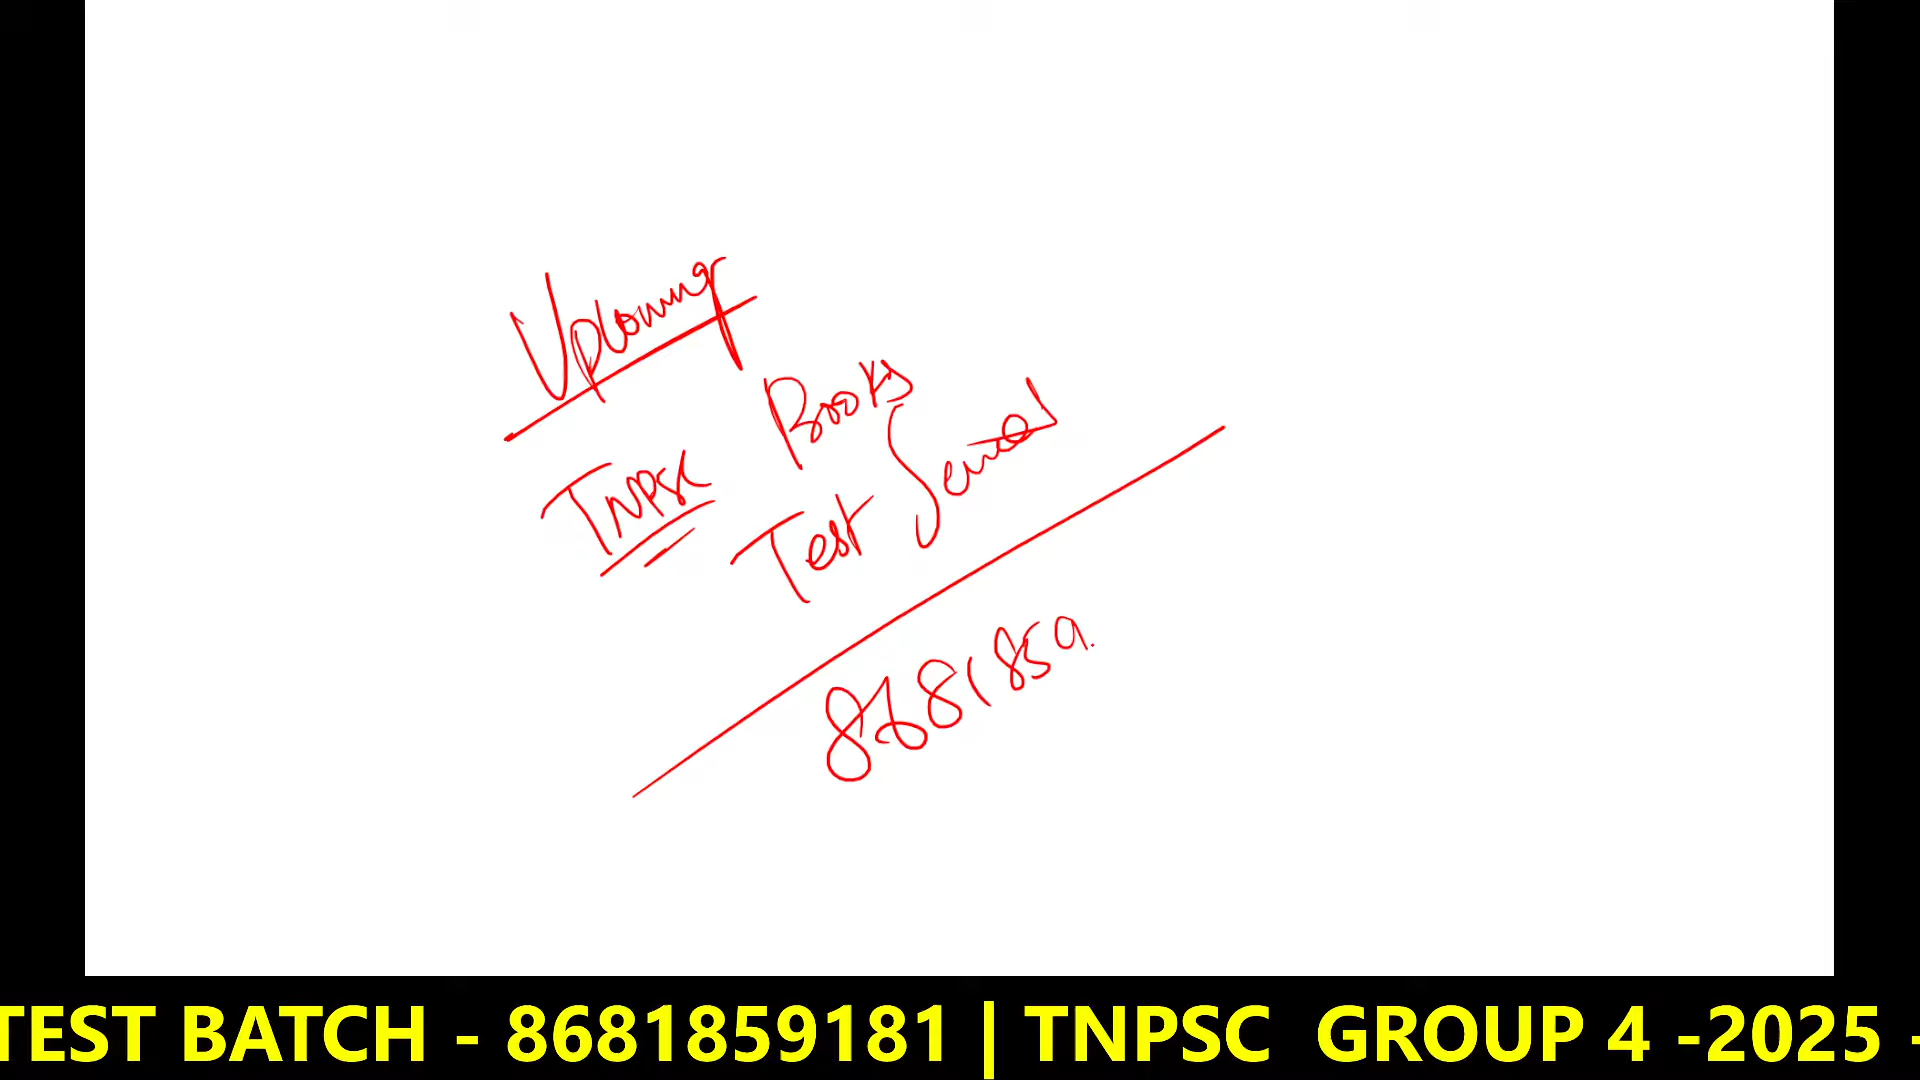 Upcoming
Books
TNPSC
Test Series
8681859
TEST BATCH - 8681859181 | TNPSC GROUP 4 -2025 -